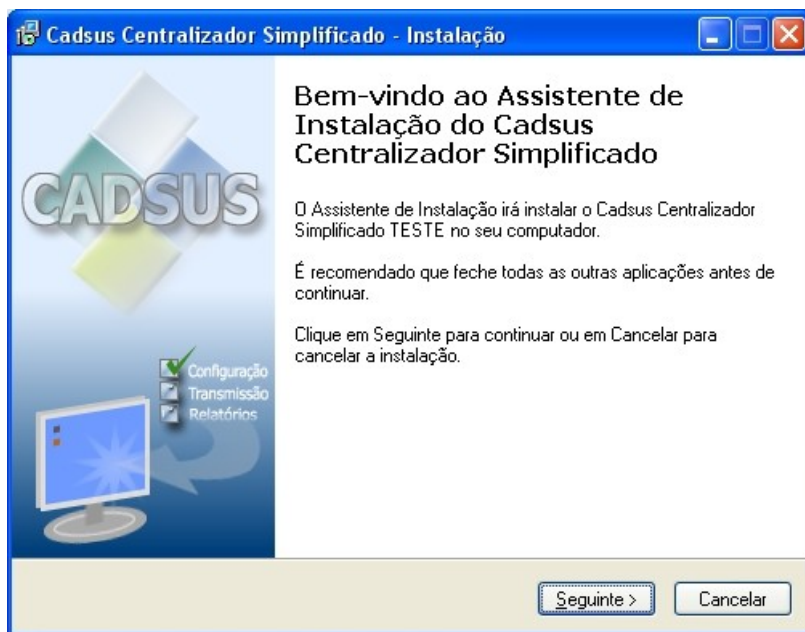 Cadsus Centralizador Simplificado - Instalação
Bem-vindo ao Assistente de
Instalação do Cadsus
Centralizador Simplificado
CADSUS
O Assistente de Instalação irá instalar o Cadsus Centralizador
Simplificado TESTE no seu computador.
É recomendado que feche todas as outras aplicações antes de
continuar.
Clique em Seguinte para continuar ou em Cancelar para
cancelar a instalação.
Configuração
Transmissão
Relatórios
Seguinte >
Cancelar